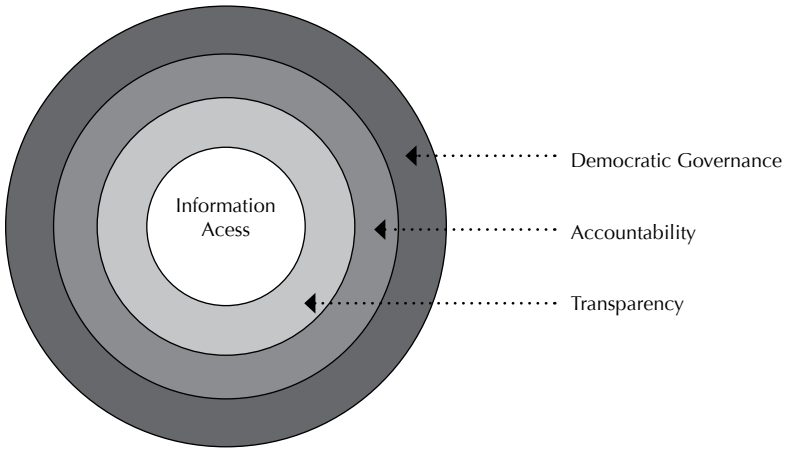 Information
Acess
Democratic Governance
Accountability
Transparency